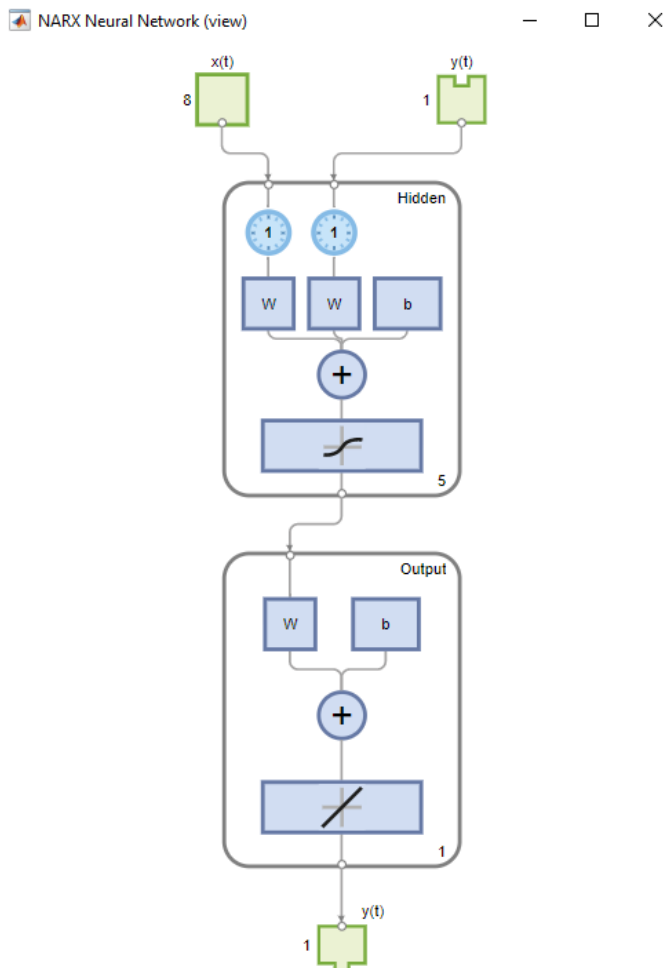 NARX Neural Network (view)
x(t) y(t)
8 1
Hidden
1 1
W W b
+
5
Output
W b
+
1
y(t)
1